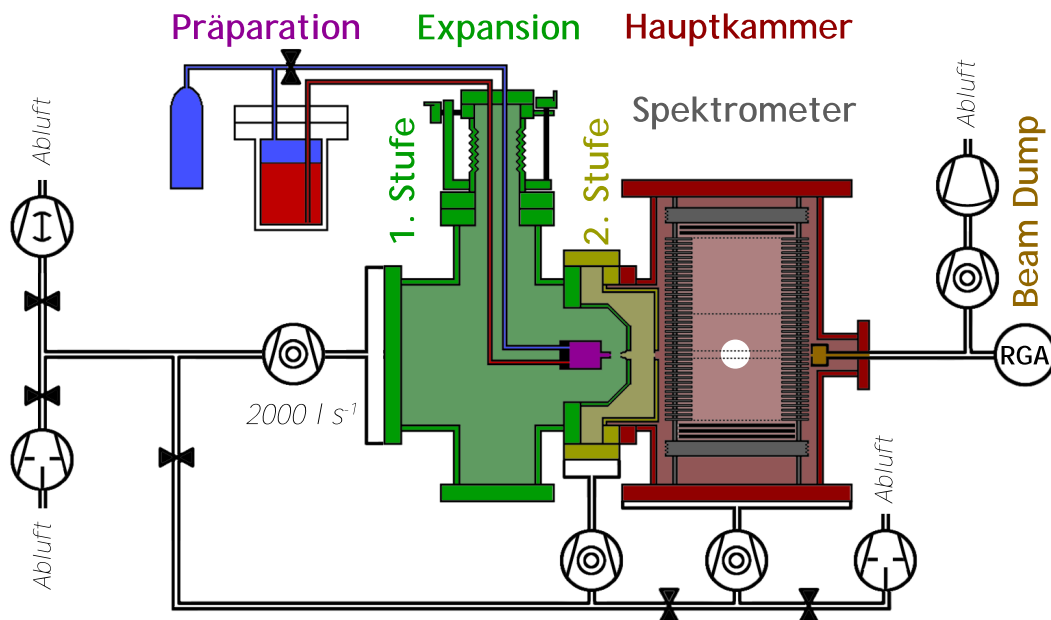 Präparation
Expansion
Hauptkammer
Abluft
1. Stufe
2. Stufe
Spektrometer
Abluft
Beam Dump
RGA
2000 l s⁻¹
Abluft
Abluft